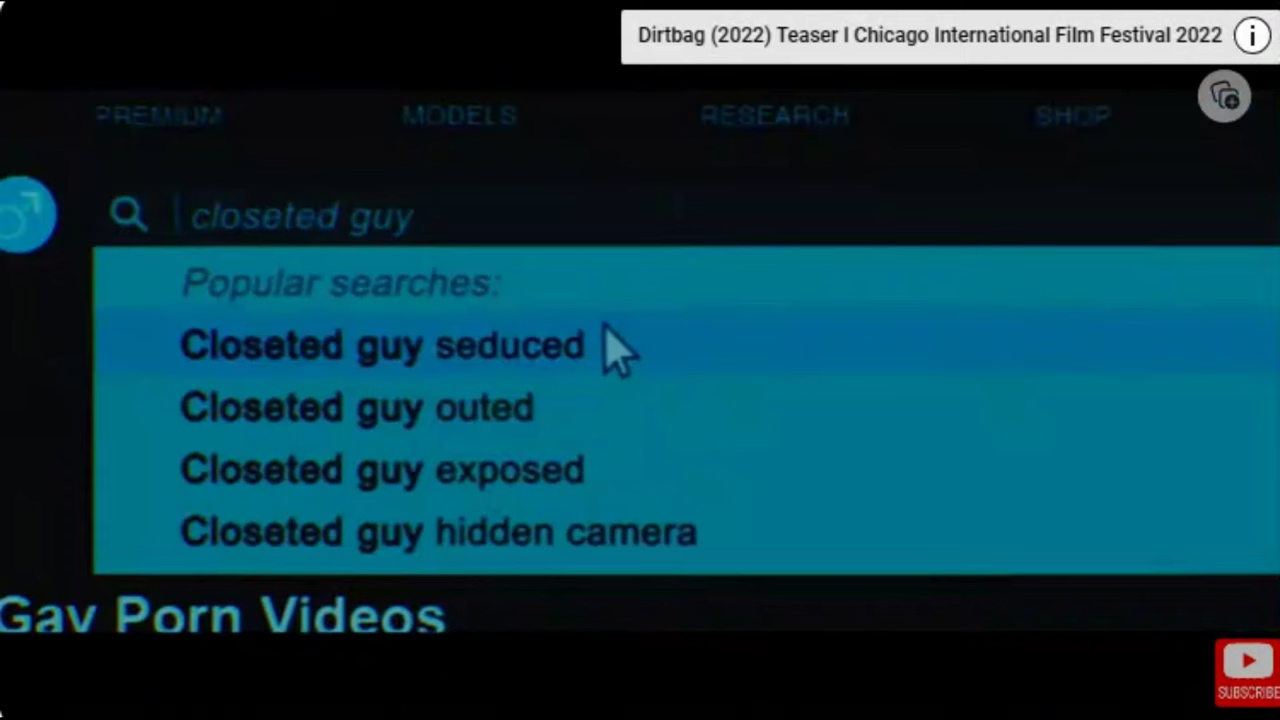 Dirtbag (2022) Teaser I Chicago International Film Festival 2022
PREMIUM MODELS RESEARCH SHOP
closeted guy
Popular searches:
Closeted guy seduced
Closeted guy outed
Closeted guy exposed
Closeted guy hidden camera
Gay Porn Videos
SUBSCRIBE